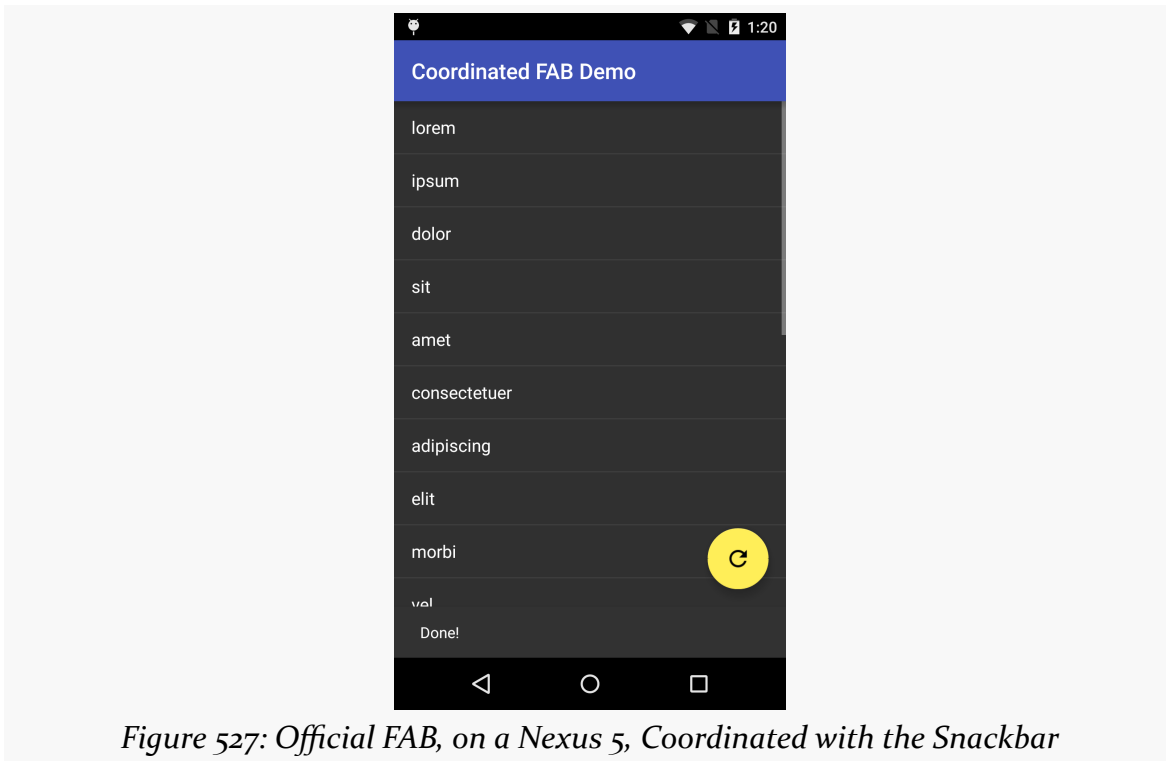 1:20
Coordinated FAB Demo
lorem
ipsum
dolor
sit
amet
consectetuer
adipiscing
elit
morbi
vel
Done!
Figure 527: Official FAB, on a Nexus 5, Coordinated with the Snackbar